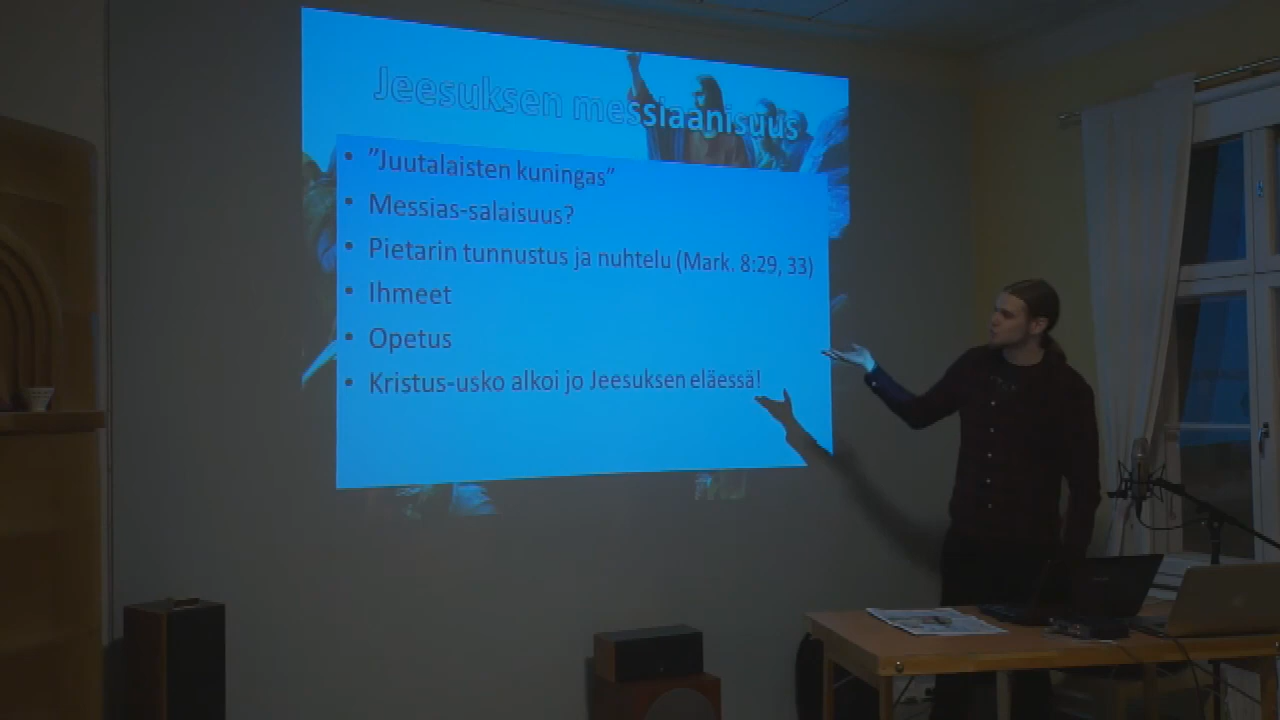 Jeesuksen messiaanisuus
• ”Juutalaisten kuningas”
• Messias-salaisuus?
• Pietarin tunnustus ja nuhtelu (Mark. 8:29, 33)
• Ihmeet
• Opetus
• Kristus-usko alkoi jo Jeesuksen eläessä!